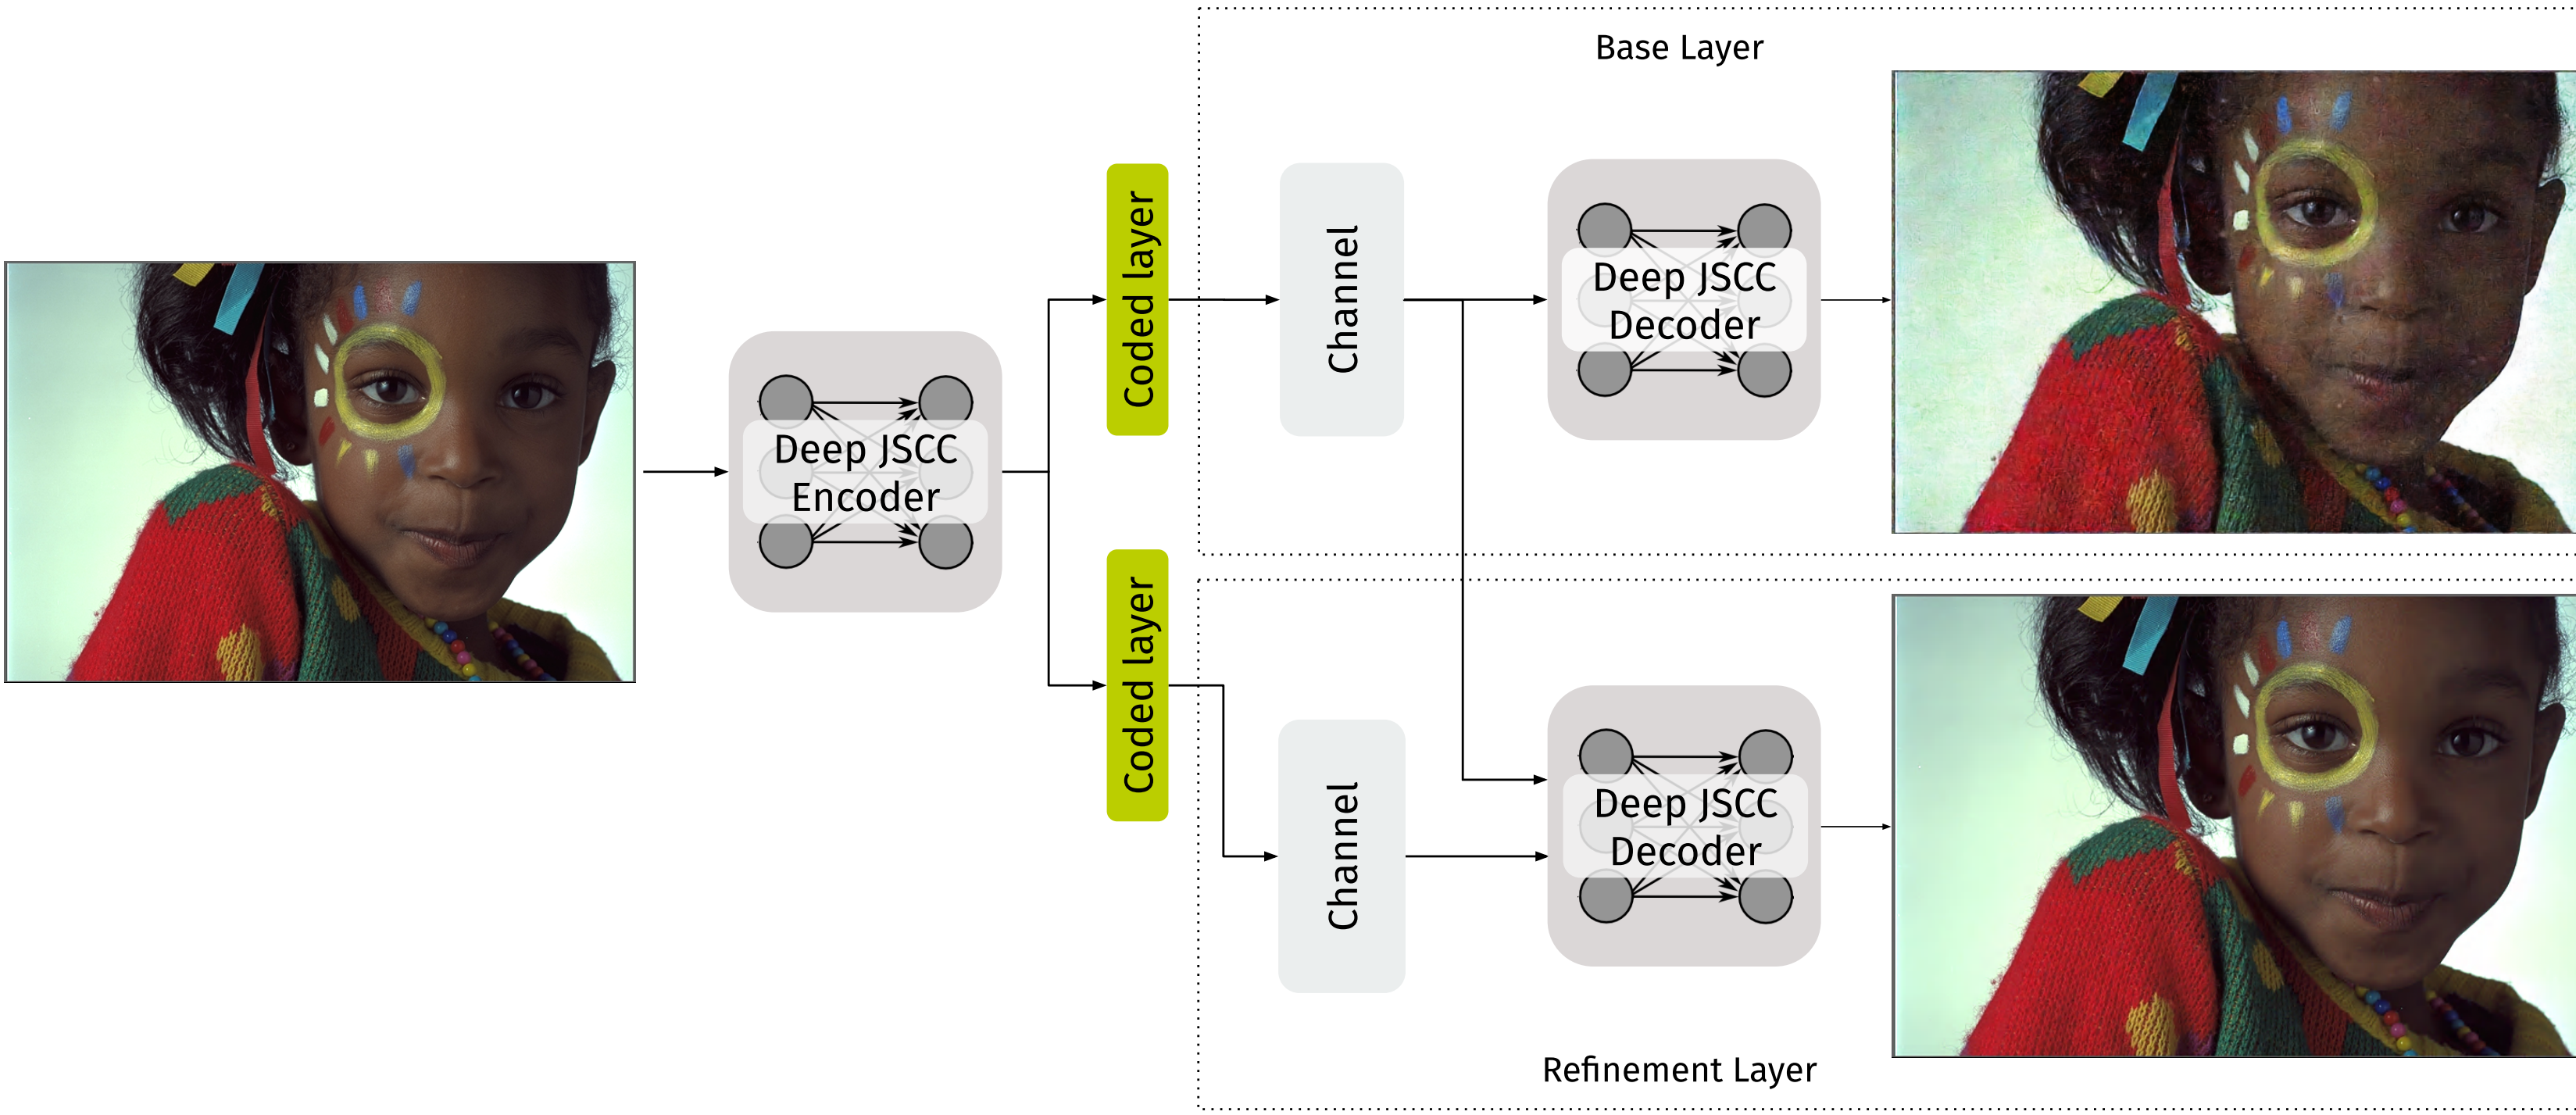 Base Layer
Deep JSCC
Encoder
Coded layer
Channel
Deep JSCC
Decoder
Coded layer
Channel
Deep JSCC
Decoder
Refinement Layer